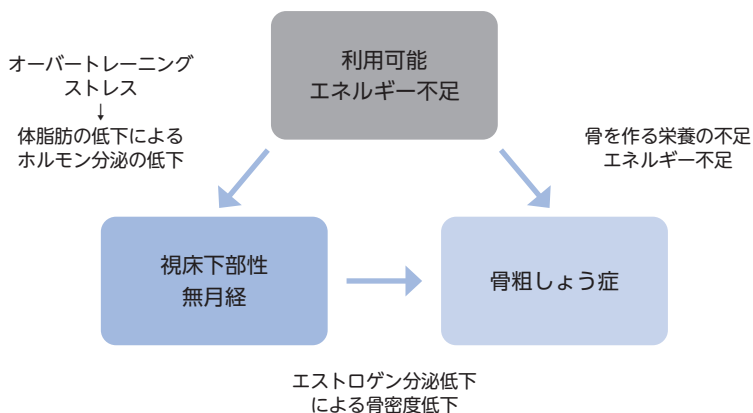 利用可能
エネルギー不足
オーバートレーニング
ストレス
↓
体脂肪の低下による
ホルモン分泌の低下
骨を作る栄養の不足
エネルギー不足
視床下部性
無月経
骨粗しょう症
エストロゲン分泌低下
による骨密度低下